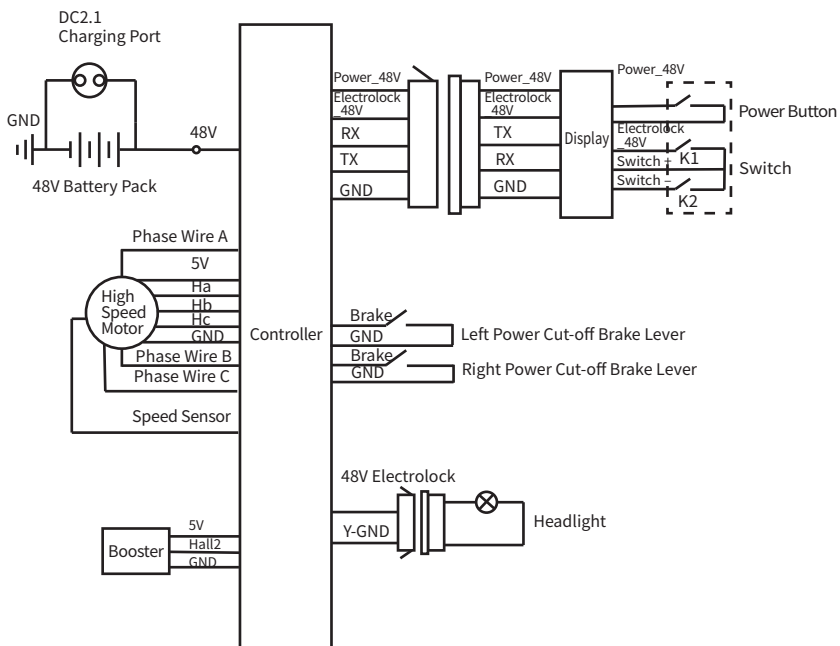 DC2.1
Charging Port
GND
48V
48V Battery Pack
Power_48V
Electrolock
_48V
RX
TX
GND
Power_48V
Electrolock
_48V
TX
RX
GND
Display
Power_48V
Electrolock
_48V
Switch +
K1
Switch –
K2
Power Button
Switch
Phase Wire A
5V
Ha
Hb
Hc
GND
Phase Wire B
Phase Wire C
Speed Sensor
High
Speed
Motor
Controller
Brake
GND
Left Power Cut-off Brake Lever
Brake
GND
Right Power Cut-off Brake Lever
48V Electrolock
Y-GND
Headlight
Booster
5V
Hall2
GND